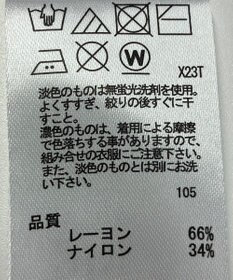 W
X23T
淡色のものは無蛍光洗剤を使用。
よくすすぎ、絞りの後すぐに干
すこと。
濃色のものは、着用による摩擦
で色落ちする事がありますので、
組み合せの衣服にご注意下さい。
また、淡色のものとは別にお洗
い下さい。
105
品質
レーヨン 66%
ナイロン 34%